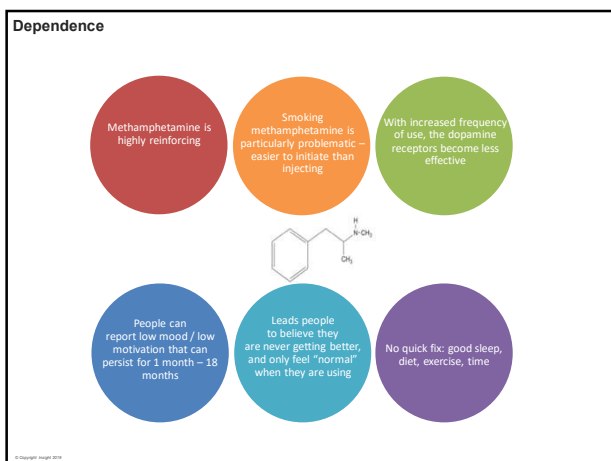 Dependence
Methamphetamine is
highly reinforcing
Smoking
methamphetamine is
particularly problematic –
easier to initiate than
injecting
With increased frequency
of use, the dopamine
receptors become less
effective
H
N
CH₃
CH₃
People can
report low mood / low
motivation that can
persist for 1 month – 18
months
Leads people
to believe they
are never getting better,
and only feel “normal”
when they are using
No quick fix: good sleep,
diet, exercise, time
© Copyright Insight 2019